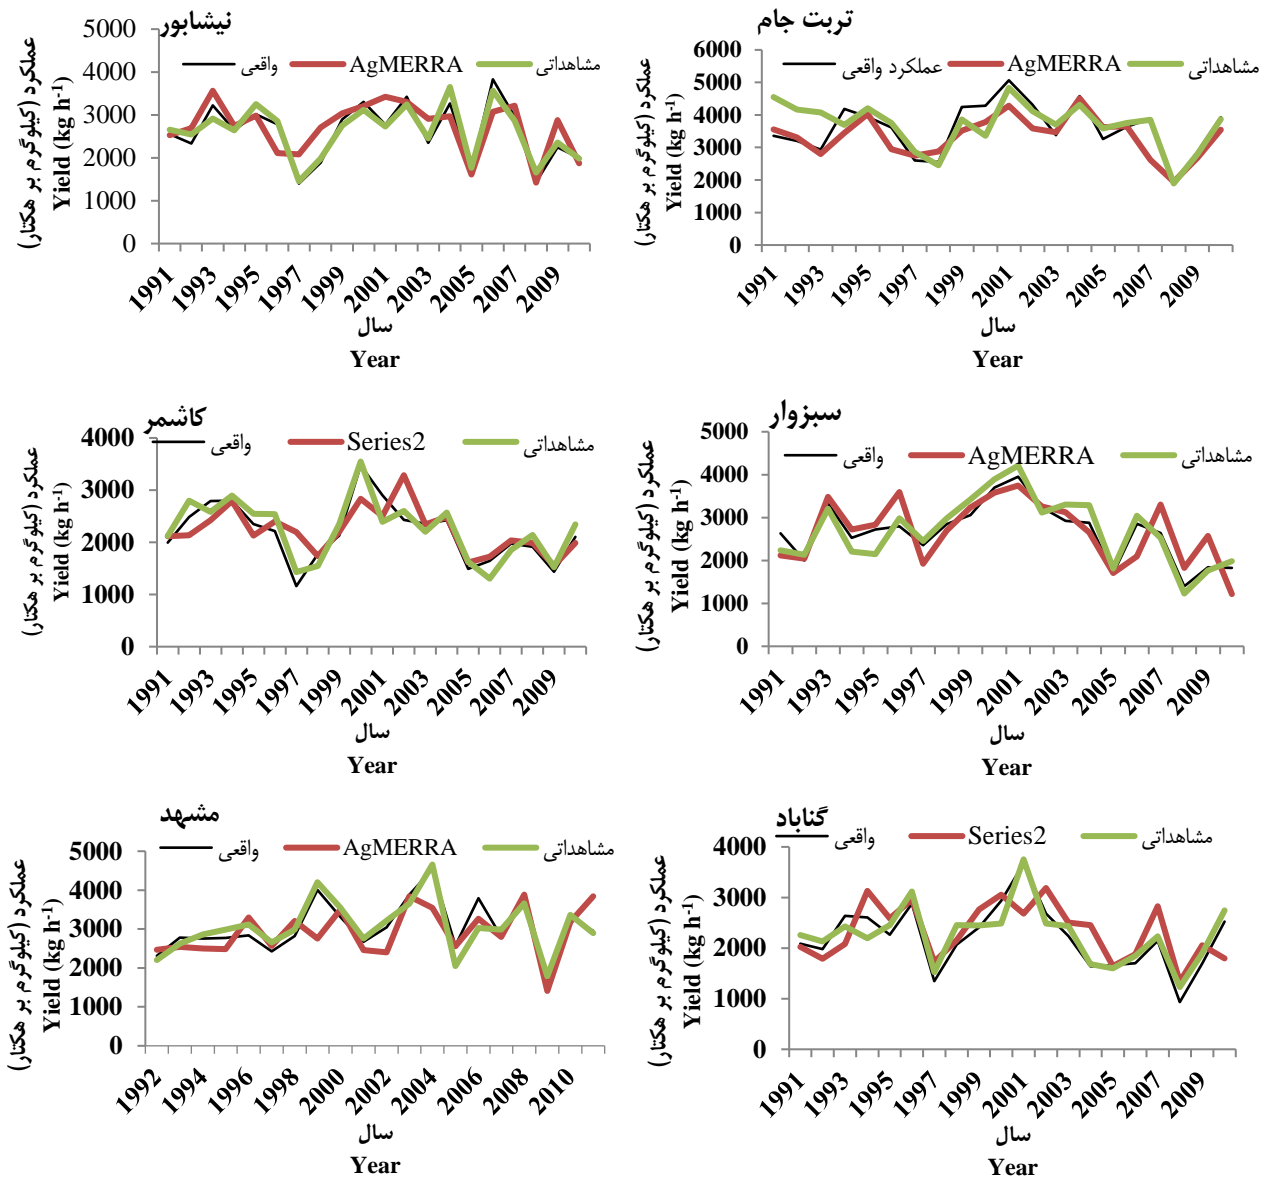 نیشابور
واقعی AgMERRA مشاهداتی
عملکرد (کیلوگرم بر هکتار)
Yield (kg h-1)
5000
4000
3000
2000
1000
0
1991 1993 1995 1997 1999 2001 2003 2005 2007 2009
سال
Year
تربت جام
عملکرد واقعی AgMERRA مشاهداتی
عملکرد (کیلوگرم بر هکتار)
Yield (kg h-1)
6000
5000
4000
3000
2000
1000
0
1991 1993 1995 1997 1999 2001 2003 2005 2007 2009
سال
Year
کاشمر
واقعی Series2 مشاهداتی
عملکرد (کیلوگرم بر هکتار)
Yield (kg h-1)
4000
3000
2000
1000
0
1991 1993 1995 1997 1999 2001 2003 2005 2007 2009
سال
Year
سبزوار
واقعی AgMERRA مشاهداتی
عملکرد (کیلوگرم بر هکتار)
Yield (kg h-1)
5000
4000
3000
2000
1000
0
1991 1993 1995 1997 1999 2001 2003 2005 2007 2009
سال
Year
مشهد
واقعی AgMERRA مشاهداتی
عملکرد (کیلوگرم بر هکتار)
Yield (kg h-1)
5000
4000
3000
2000
1000
0
1992 1994 1996 1998 2000 2002 2004 2006 2008 2010
سال
Year
گناباد
واقعی Series2 مشاهداتی
عملکرد (کیلوگرم بر هکتار)
Yield (kg h-1)
4000
3000
2000
1000
0
1991 1993 1995 1997 1999 2001 2003 2005 2007 2009
سال
Year